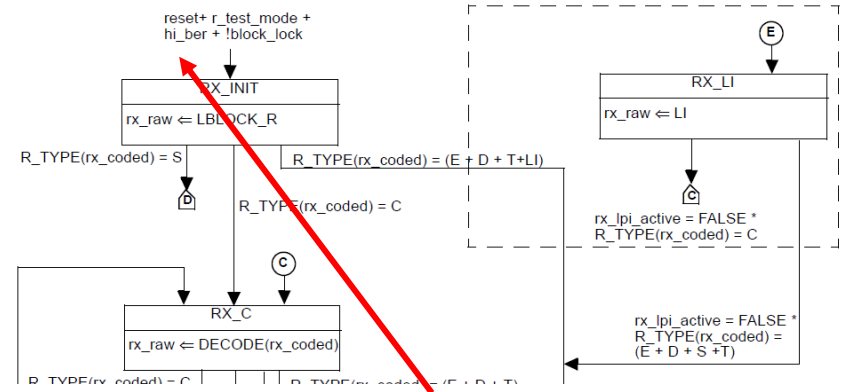 reset+ r_test_mode +
hi_ber + !block_lock
E
RX_INIT
RX_LI
rx_raw ⇐ LBLOCK_R
rx_raw ⇐ LI
R_TYPE(rx_coded) = S
R_TYPE(rx_coded) = (E + D + T+LI)
D
C
R_TYPE(rx_coded) = C
rx_lpi_active = FALSE *
R_TYPE(rx_coded) = C
C
RX_C
rx_raw ⇐ DECODE(rx_coded)
rx_lpi_active = FALSE *
R_TYPE(rx_coded) =
(E + D + S +T)
R_TYPE(rx_coded) = C
R_TYPE(rx_coded) = (E + D + T)